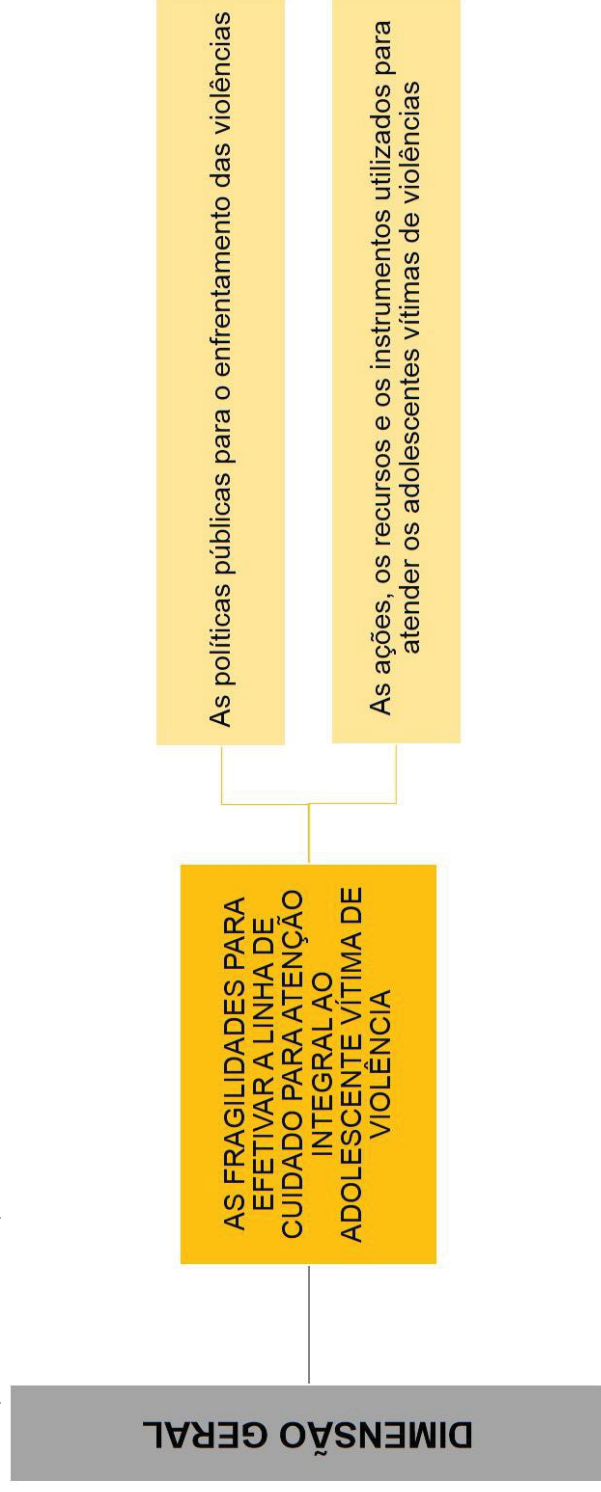 DIMENSÃO GERAL
AS FRAGILIDADES PARA
EFETIVAR A LINHA DE
CUIDADO PARA ATENÇÃO
INTEGRAL AO
ADOLESCENTE VÍTIMA DE
VIOLÊNCIA
As políticas públicas para o enfrentamento das violências
As ações, os recursos e os instrumentos utilizados para
atender os adolescentes vítimas de violências